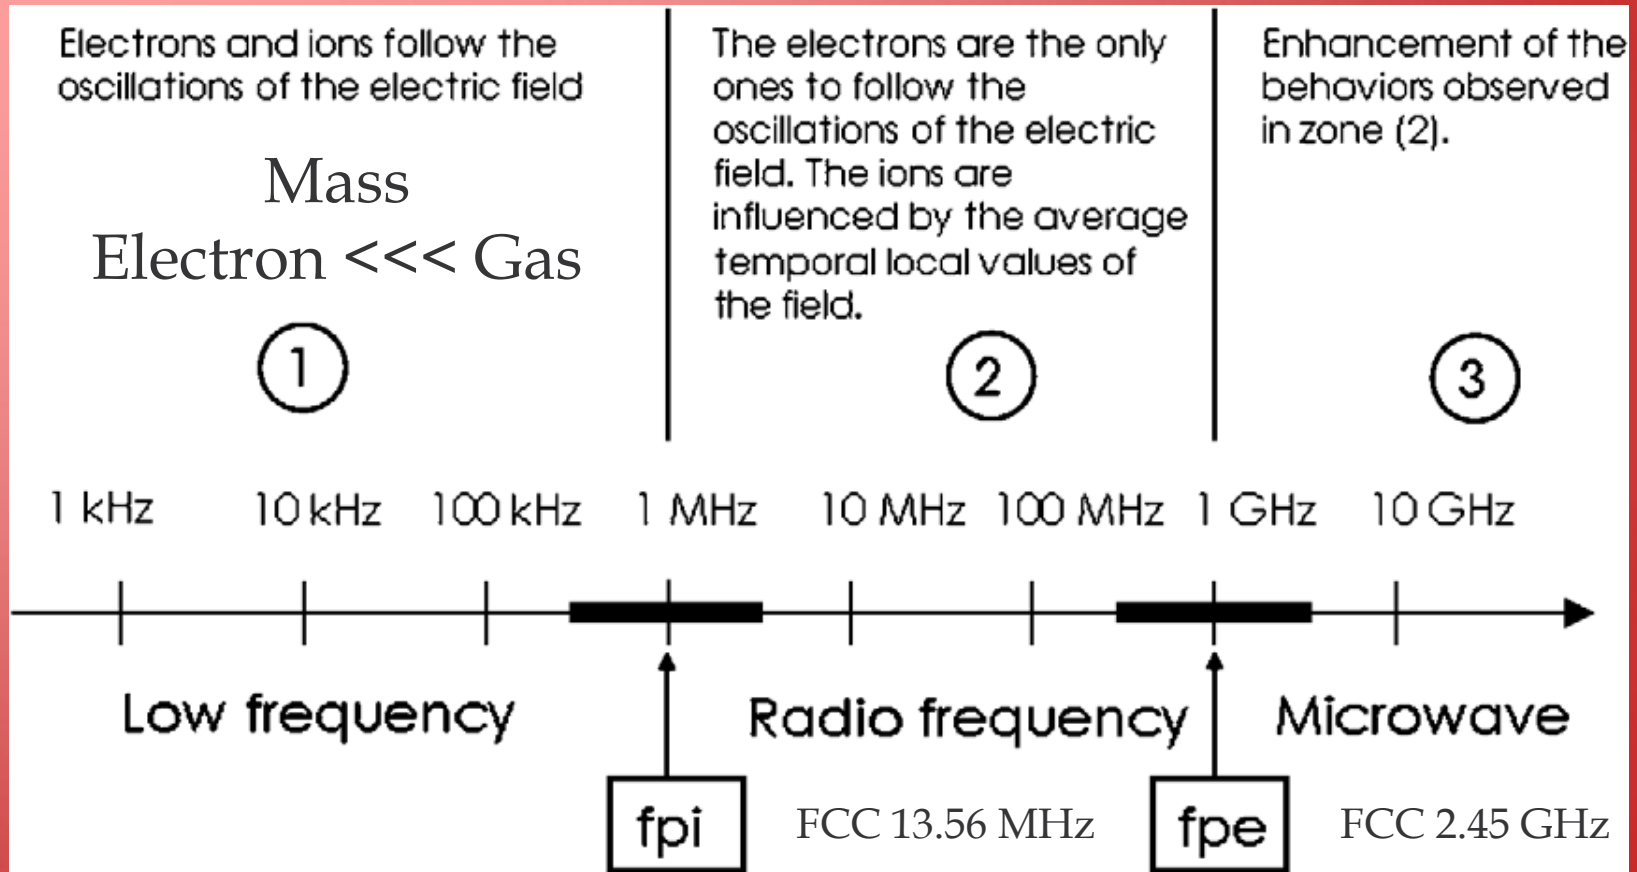 Electrons and ions follow the
oscillations of the electric field
Mass
Electron <<< Gas
1
The electrons are the only
ones to follow the
oscillations of the electric
field. The ions are
influenced by the average
temporal local values of
the field.
2
Enhancement of the
behaviors observed
in zone (2).
3
1 kHz 10 kHz 100 kHz 1 MHz 10 MHz 100 MHz 1 GHz 10 GHz
Low frequency Radio frequency Microwave
fpi FCC 13.56 MHz fpe FCC 2.45 GHz